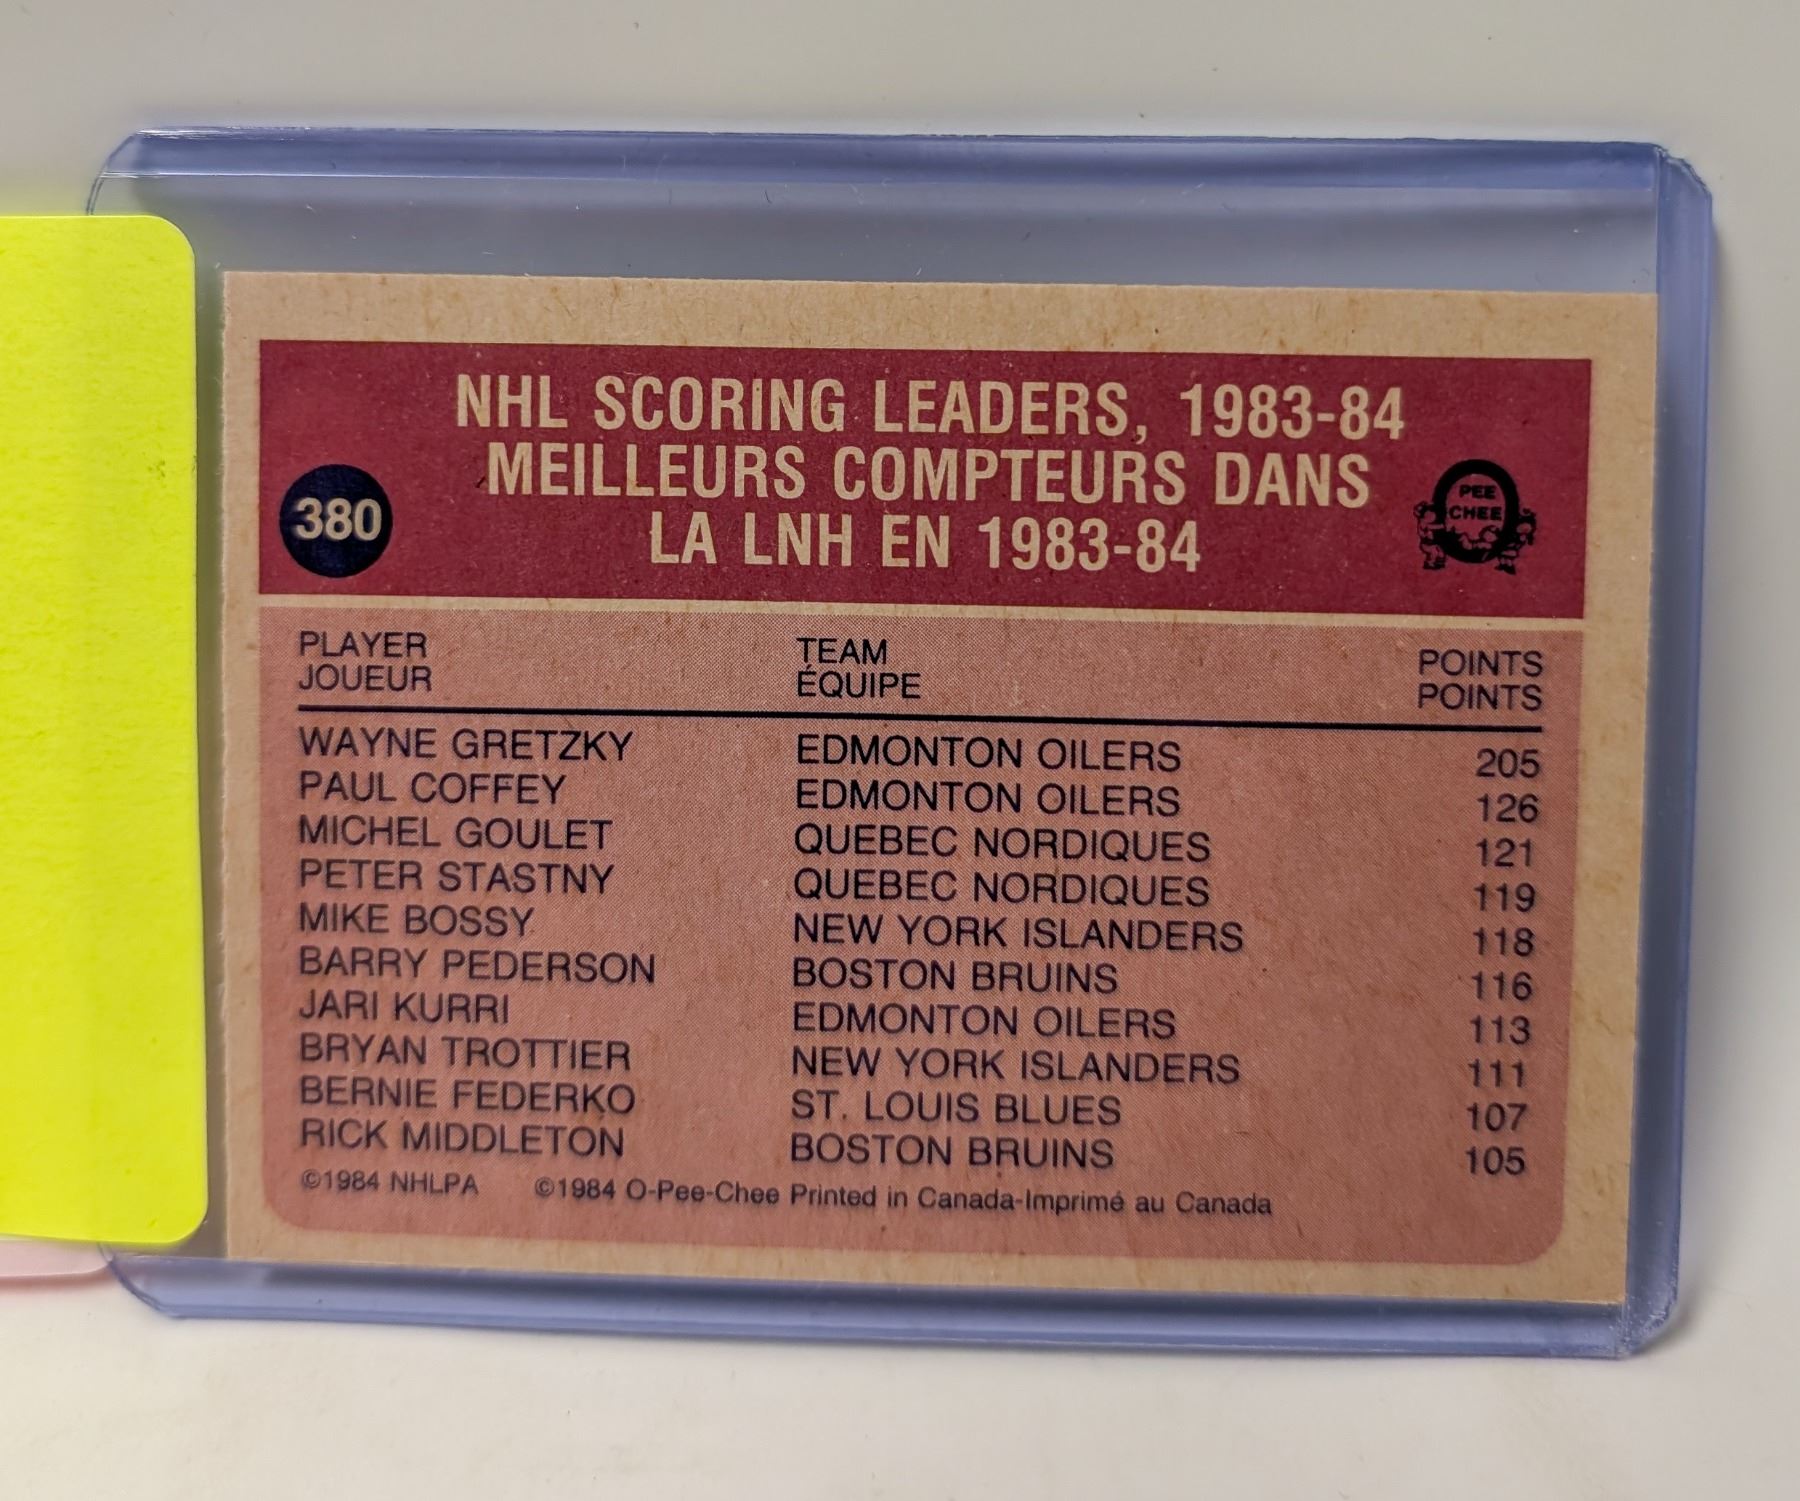 NHL SCORING LEADERS, 1983-84
MEILLEURS COMPTEURS DANS
LA LNH EN 1983-84
380
PEE
CHEE
PLAYER TEAM POINTS
JOUEUR ÉQUIPE POINTS
WAYNE GRETZKY EDMONTON OILERS 205
PAUL COFFEY EDMONTON OILERS 126
MICHEL GOULET QUEBEC NORDIQUES 121
PETER STASTNY QUEBEC NORDIQUES 119
MIKE BOSSY NEW YORK ISLANDERS 118
BARRY PEDERSON BOSTON BRUINS 116
JARI KURRI EDMONTON OILERS 113
BRYAN TROTTIER NEW YORK ISLANDERS 111
BERNIE FEDERKO ST. LOUIS BLUES 107
RICK MIDDLETON BOSTON BRUINS 105
©1984 NHLPA ©1984 O-Pee-Chee Printed in Canada-Imprimé au Canada